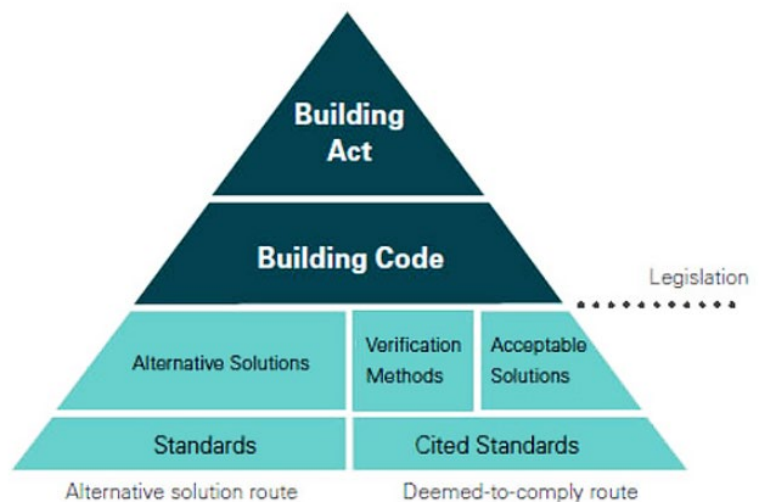 Building
Act
Building Code
Legislation
Alternative Solutions
Verification
Methods
Acceptable
Solutions
Standards
Cited Standards
Alternative solution route
Deemed-to-comply route